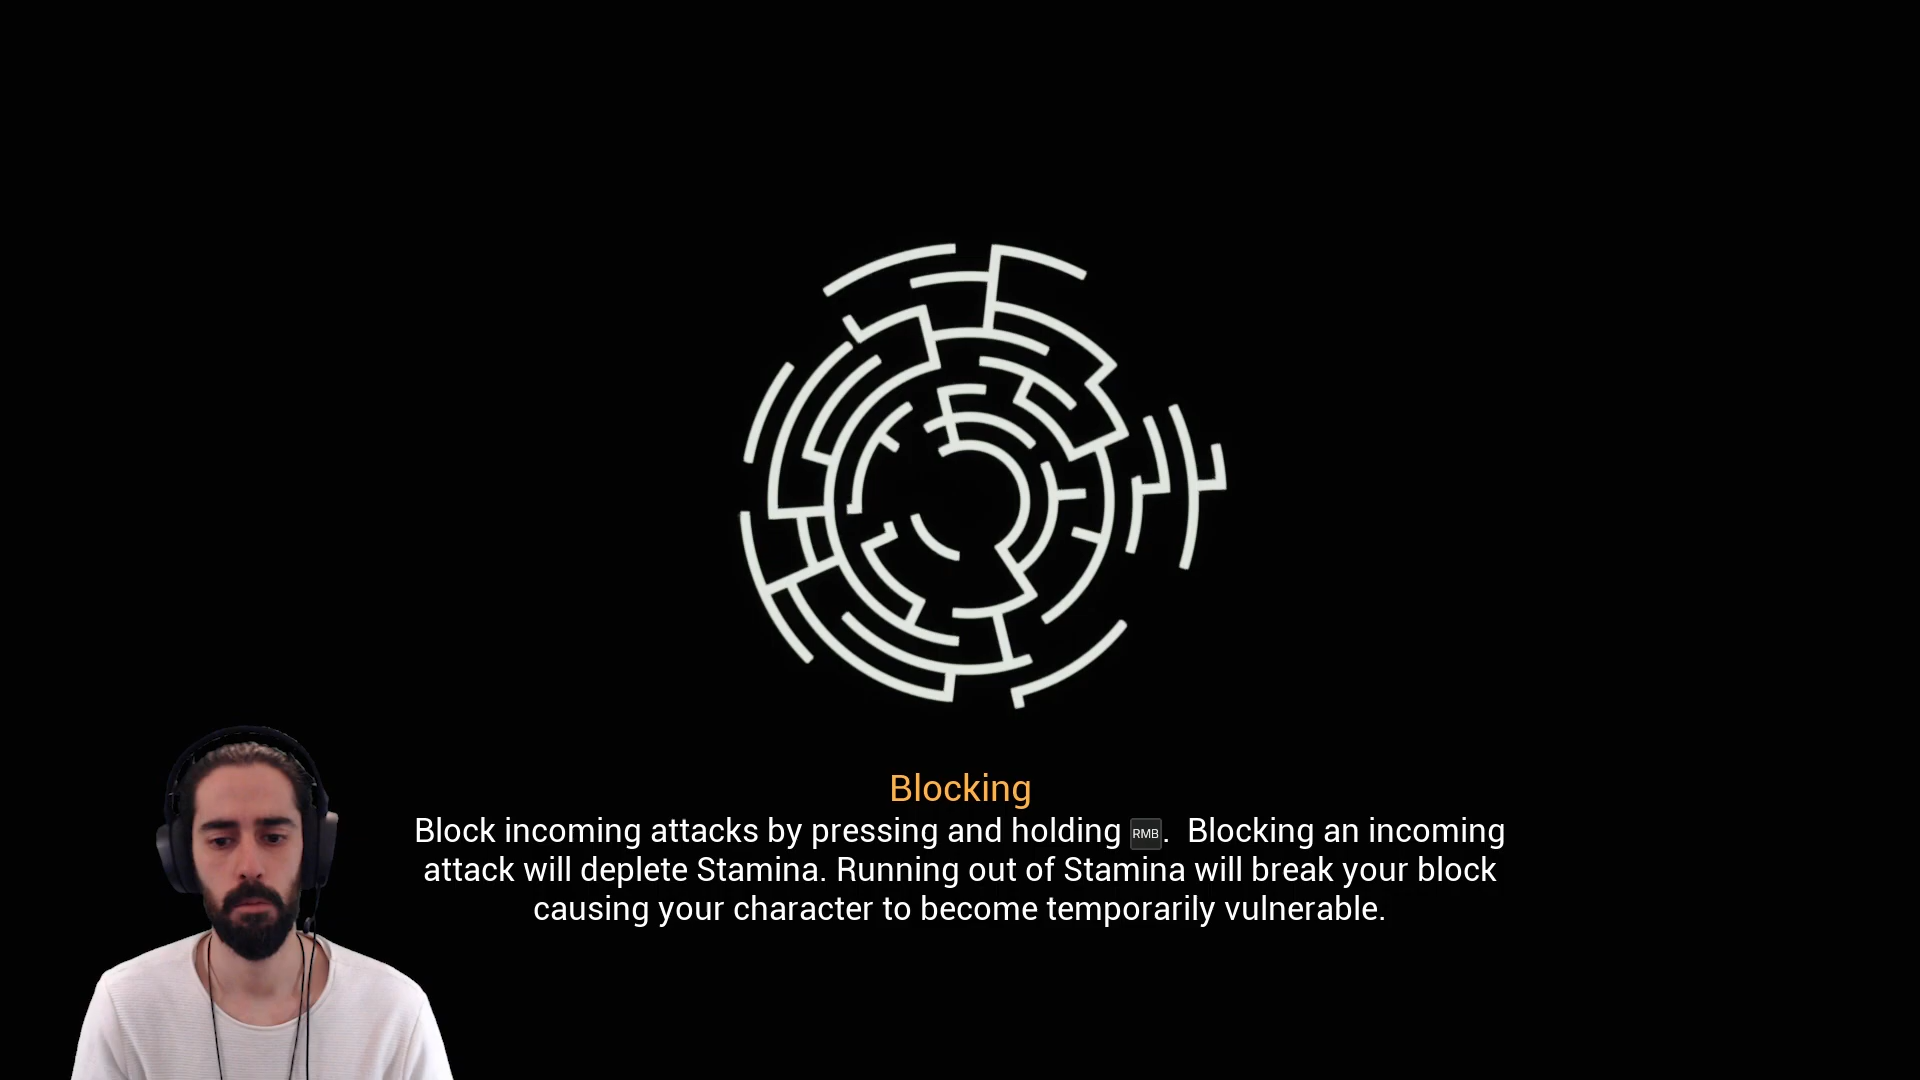 Blocking
Block incoming attacks by pressing and holding RMB.  Blocking an incoming
attack will deplete Stamina. Running out of Stamina will break your block
causing your character to become temporarily vulnerable.